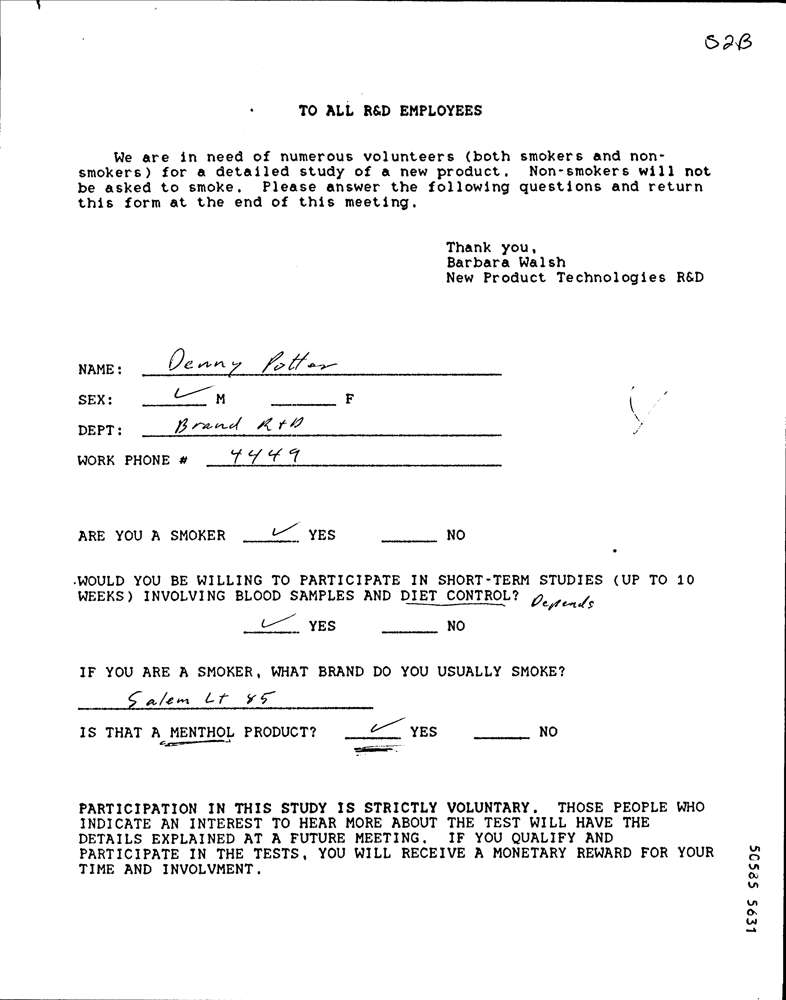 S2B
TO ALL R&D EMPLOYEES
We are in need of numerous volunteers (both smokers and non-
smokers) for a detailed study of a new product. Non-smokers will not
be asked to smoke. Please answer the following questions and return
this form at the end of this meeting.
Thank you,
Barbara Walsh
New Product Technologies R&D
NAME: Denny Potter
SEX: ✓ M ____ F
DEPT: Brand R+D
WORK PHONE # 4449
ARE YOU A SMOKER ✓ YES ____ NO
WOULD YOU BE WILLING TO PARTICIPATE IN SHORT-TERM STUDIES (UP TO 10
WEEKS) INVOLVING BLOOD SAMPLES AND DIET CONTROL? Depends
✓ YES ____ NO
IF YOU ARE A SMOKER, WHAT BRAND DO YOU USUALLY SMOKE?
Salem Lt 85
IS THAT A MENTHOL PRODUCT? ✓ YES ____ NO
PARTICIPATION IN THIS STUDY IS STRICTLY VOLUNTARY. THOSE PEOPLE WHO
INDICATE AN INTEREST TO HEAR MORE ABOUT THE TEST WILL HAVE THE
DETAILS EXPLAINED AT A FUTURE MEETING. IF YOU QUALIFY AND
PARTICIPATE IN THE TESTS, YOU WILL RECEIVE A MONETARY REWARD FOR YOUR
TIME AND INVOLVMENT.
50585 5631